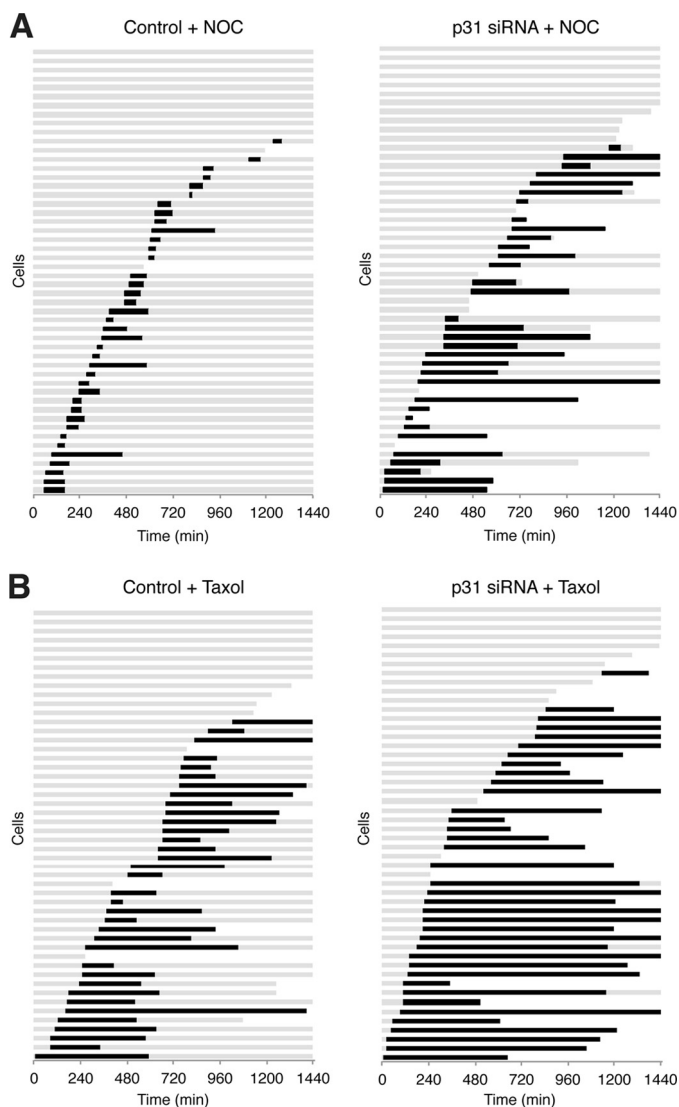 A
Control + NOC
p31 siRNA + NOC
Cells
Cells
0 240 480 720 960 1200 1440
0 240 480 720 960 1200 1440
Time (min)
Time (min)
B
Control + Taxol
p31 siRNA + Taxol
Cells
Cells
0 240 480 720 960 1200 1440
0 240 480 720 960 1200 1440
Time (min)
Time (min)